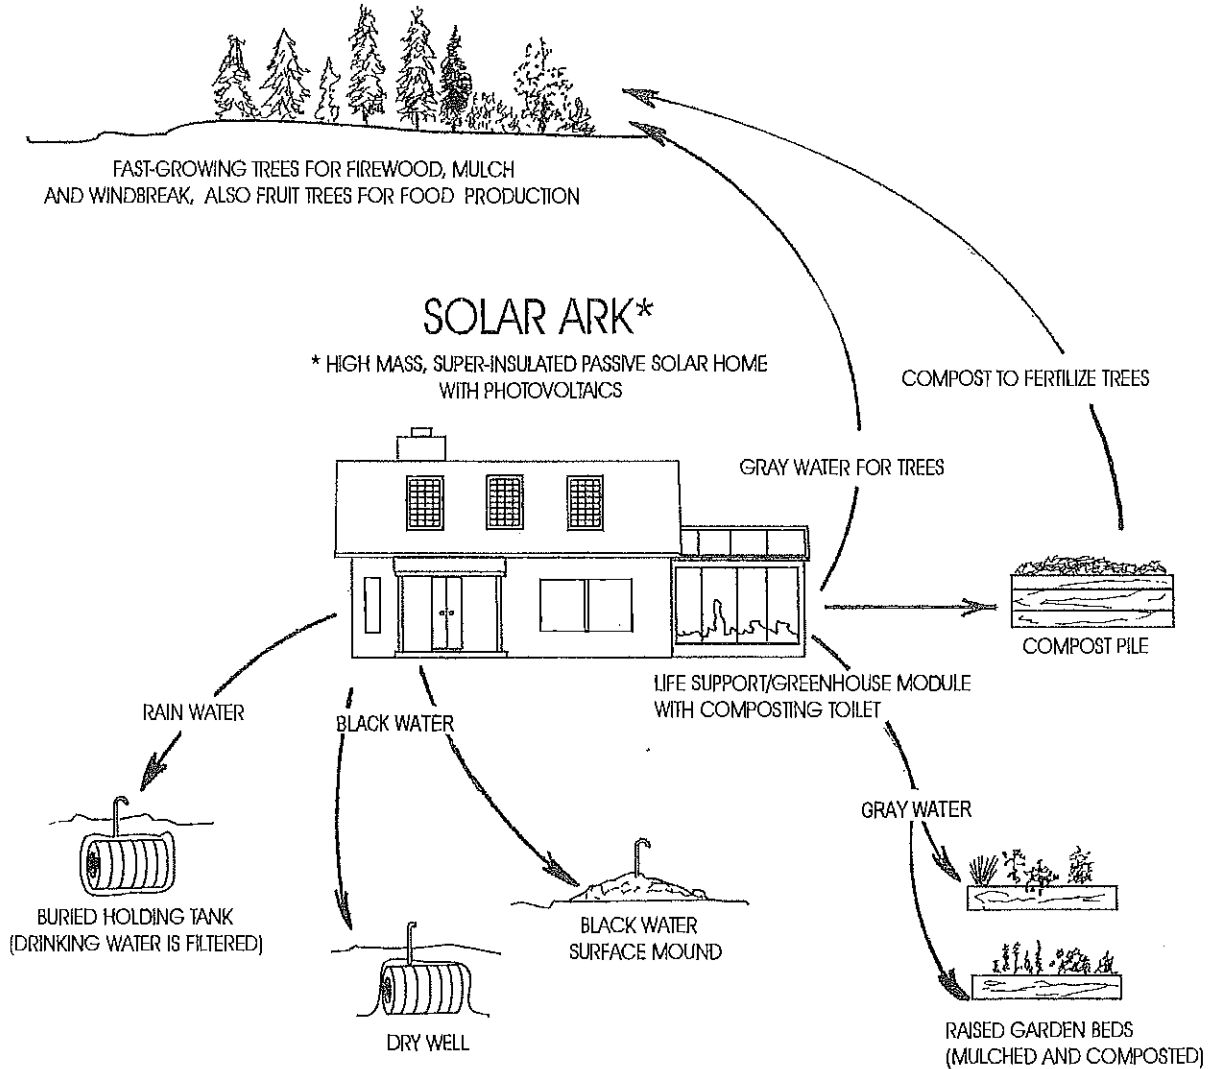 FAST-GROWING TREES FOR FIREWOOD, MULCH
AND WINDBREAK, ALSO FRUIT TREES FOR FOOD PRODUCTION
SOLAR ARK*
* HIGH MASS, SUPER-INSULATED PASSIVE SOLAR HOME
WITH PHOTOVOLTAICS
COMPOST TO FERTILIZE TREES
GRAY WATER FOR TREES
COMPOST PILE
LIFE SUPPORT/GREENHOUSE MODULE
WITH COMPOSTING TOILET
RAIN WATER
BLACK WATER
GRAY WATER
BURIED HOLDING TANK
(DRINKING WATER IS FILTERED)
BLACK WATER
SURFACE MOUND
DRY WELL
RAISED GARDEN BEDS
(MULCHED AND COMPOSTED)